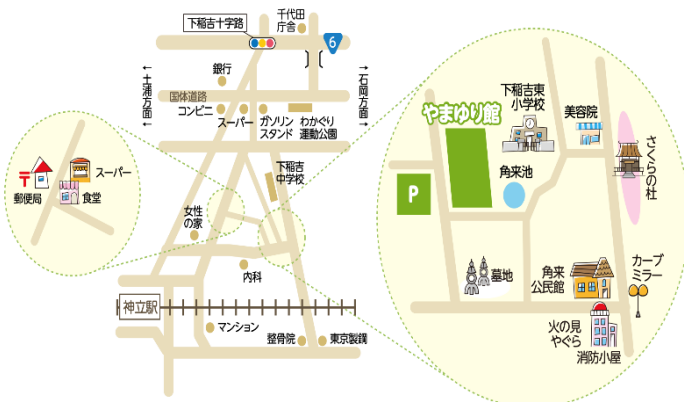 千代田
庁舎
下稲吉十字路
6
←土浦方面
石岡方面→
銀行
国体道路
コンビニ
スーパー
ガソリン
スタンド
わかぐり
運動公園
下稲吉
中学校
女性
の家
内科
神立駅
マンション
整骨院
東京製鋼
〒
郵便局
スーパー
食堂
やまゆり館
下稲吉東
小学校
美容院
さくらの杜
角来池
P
墓地
角来
公民館
カーブ
ミラー
火の見
やぐら
消防小屋